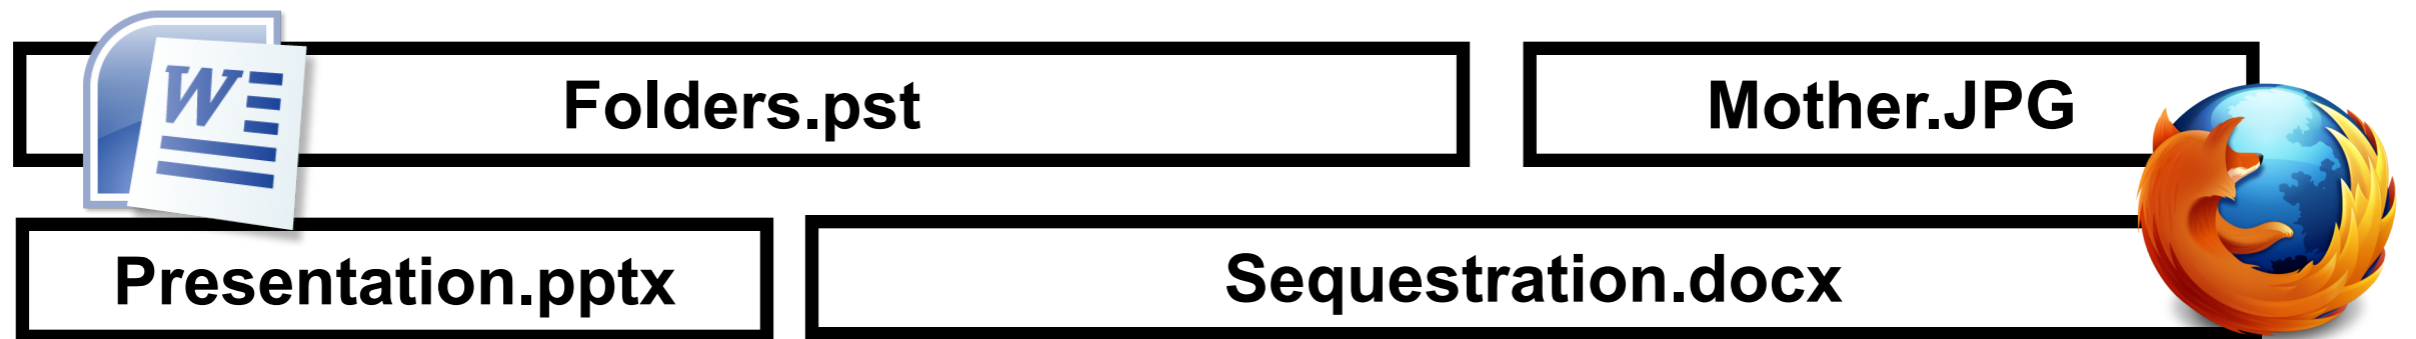 Folders.pst
Mother.JPG
Presentation.pptx
Sequestration.docx
W